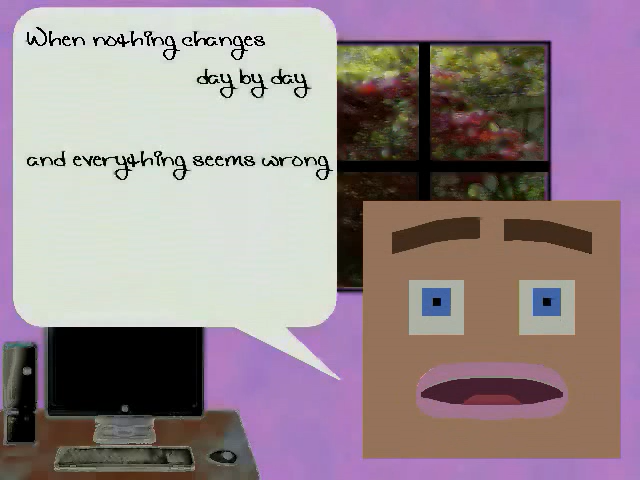 When nothing changes
day by day
and everything seems wrong